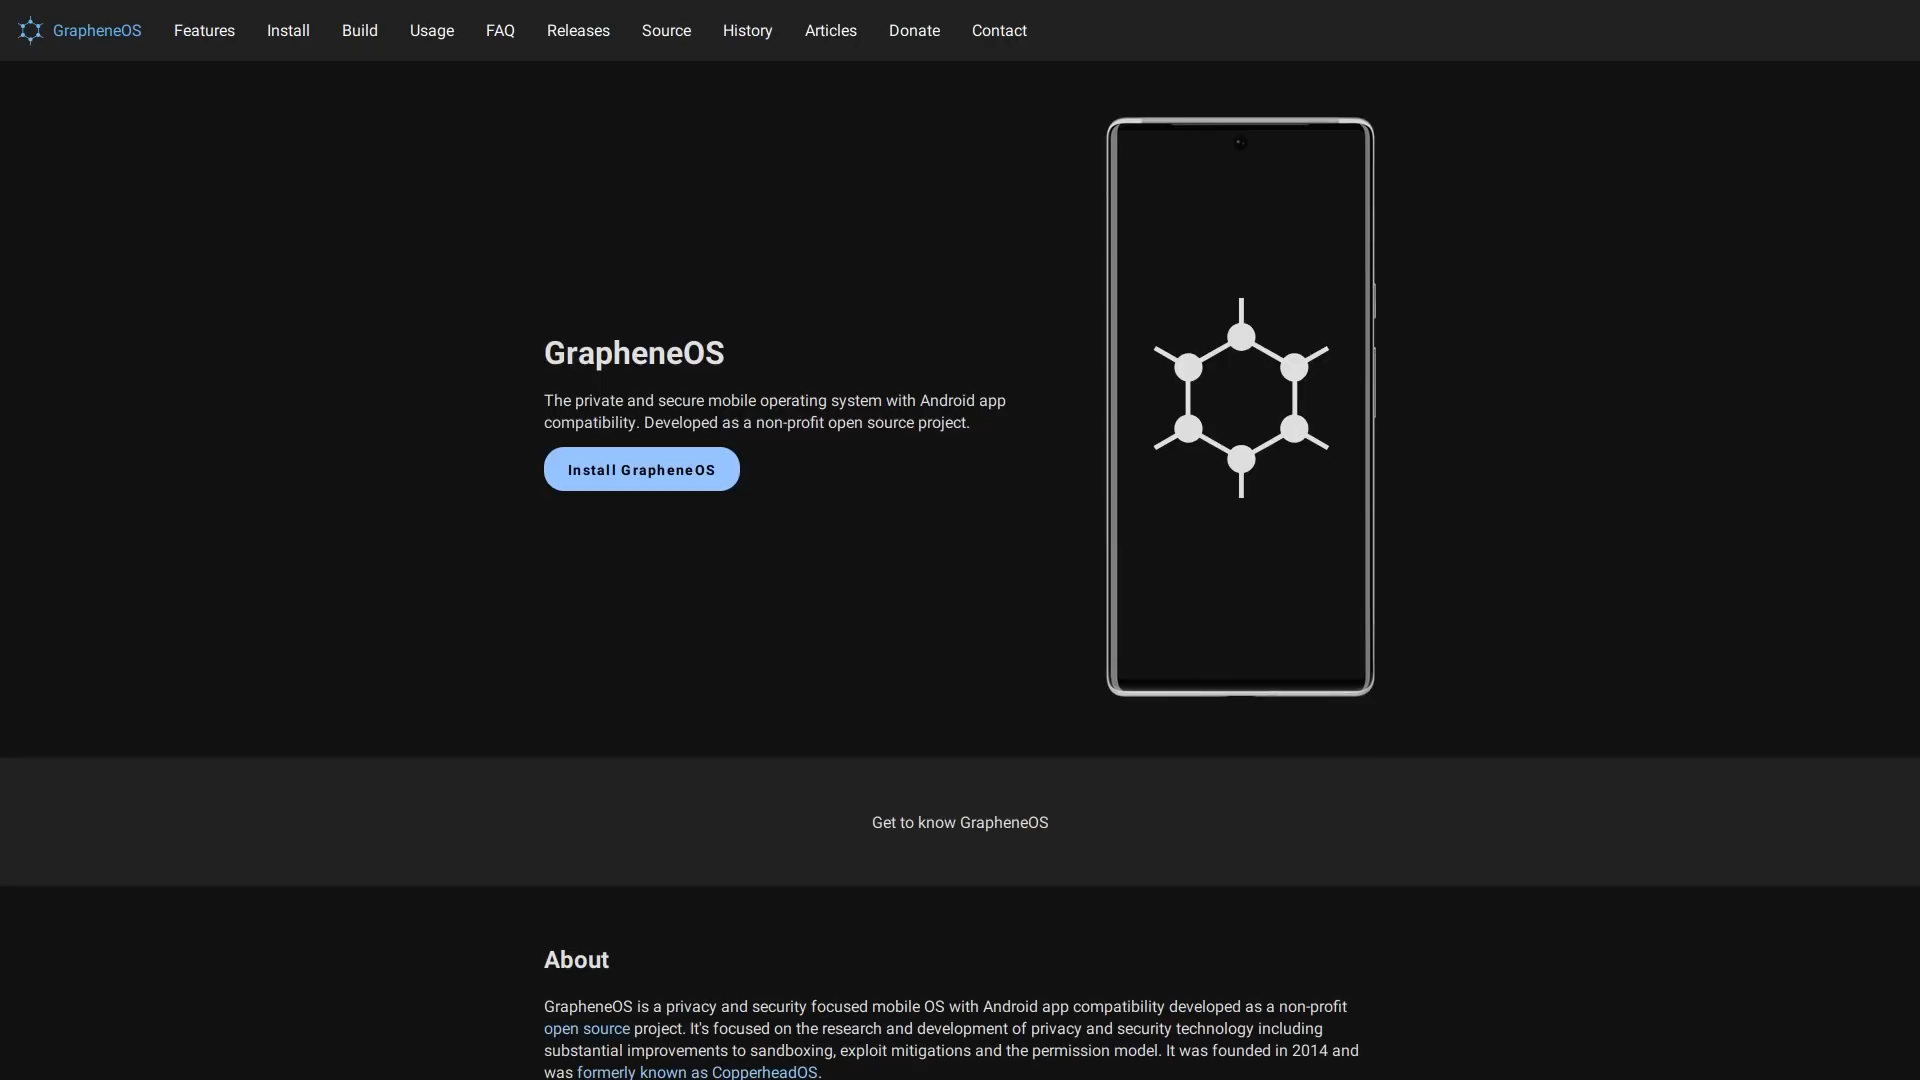 GrapheneOS Features Install Build Usage FAQ Releases Source History Articles Donate Contact
GrapheneOS
The private and secure mobile operating system with Android app
compatibility. Developed as a non-profit open source project.
Install GrapheneOS
Get to know GrapheneOS
About
GrapheneOS is a privacy and security focused mobile OS with Android app compatibility developed as a non-profit
open source project. It's focused on the research and development of privacy and security technology including
substantial improvements to sandboxing, exploit mitigations and the permission model. It was founded in 2014 and
was formerly known as CopperheadOS.